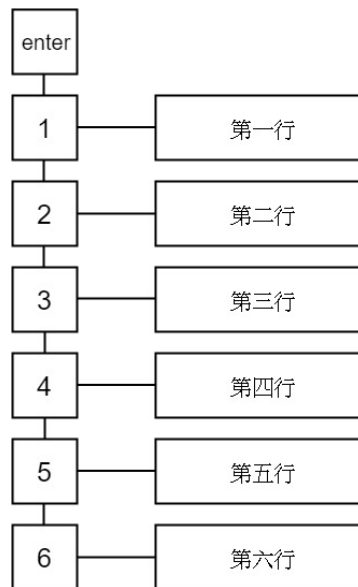 enter
1 第一行
2 第二行
3 第三行
4 第四行
5 第五行
6 第六行